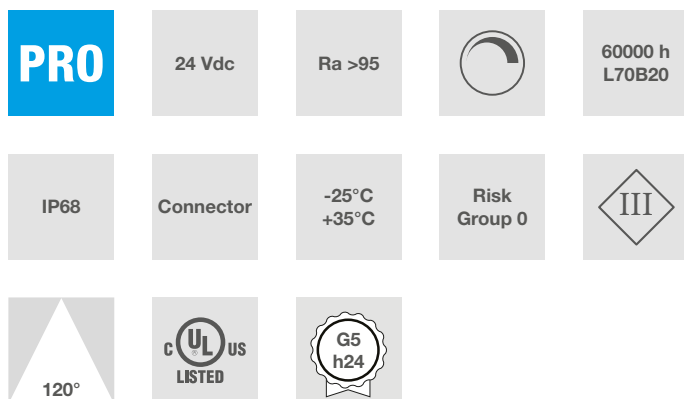 PRO
24 Vdc
Ra >95
60000 h
L70B20
IP68
Connector
-25°C
+35°C
Risk
Group 0
III
120°
C UL US
®
LISTED
G5
h24